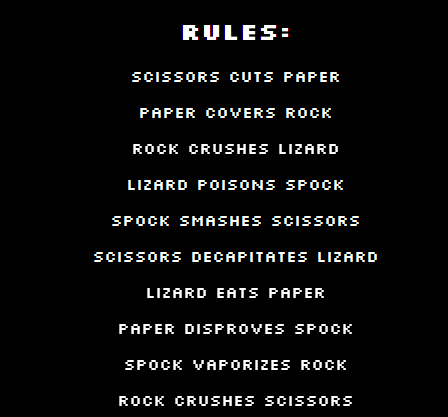 RULES:
SCISSORS CUTS PAPER
PAPER COVERS ROCK
ROCK CRUSHES LIZARD
LIZARD POISONS SPOCK
SPOCK SMASHES SCISSORS
SCISSORS DECAPITATES LIZARD
LIZARD EATS PAPER
PAPER DISPROVES SPOCK
SPOCK VAPORIZES ROCK
ROCK CRUSHES SCISSORS